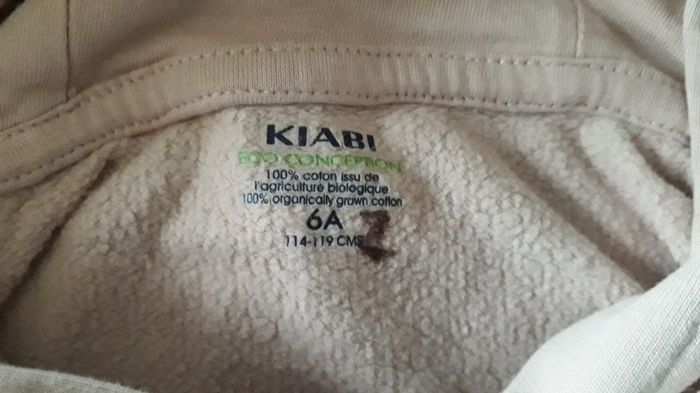 KIABI
ECO CONCEPTION
100% coton issu de
l'agriculture biologique
100% organically grown cotton
6A
114-119 CMS